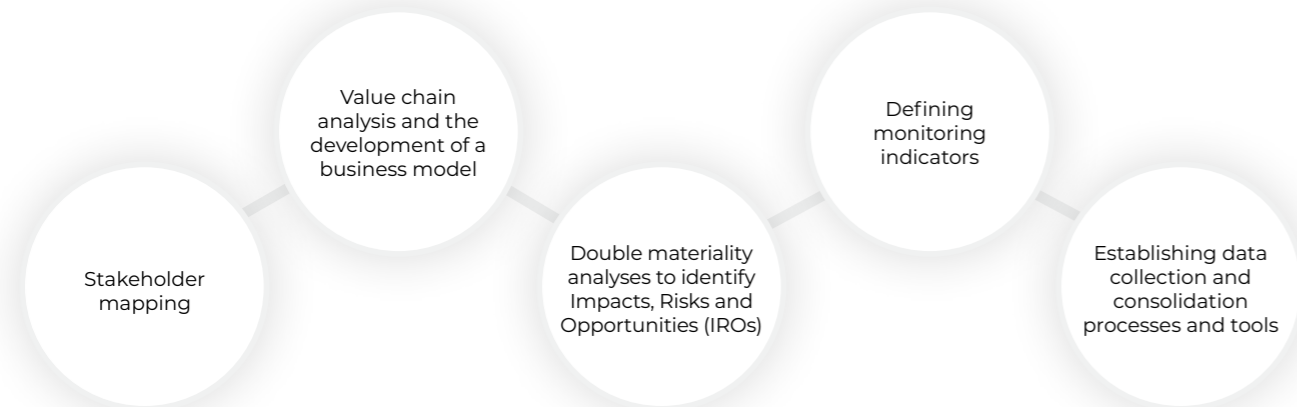 Stakeholder
mapping
Value chain
analysis and the
development of a
business model
Double materiality
analyses to identify
Impacts, Risks and
Opportunities (IROs)
Defining
monitoring
indicators
Establishing data
collection and
consolidation
processes and tools